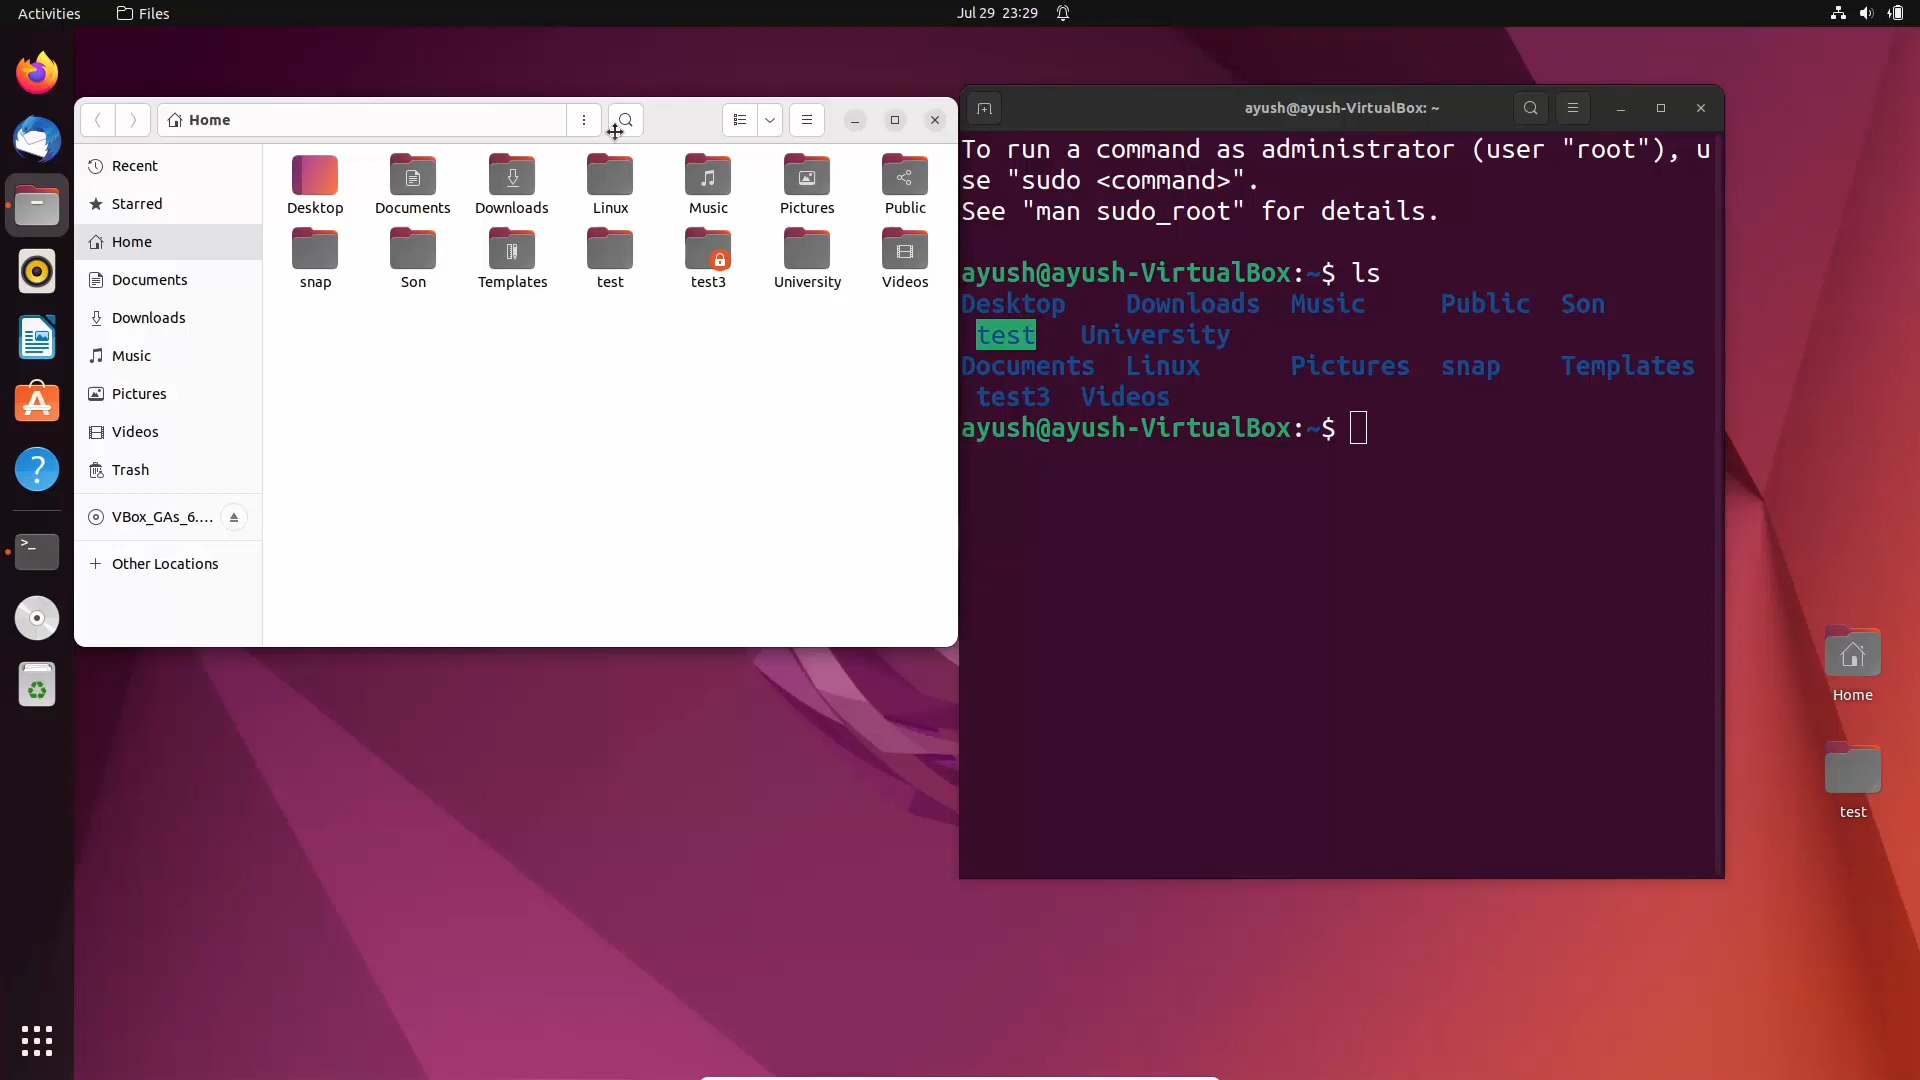 Activities Files Jul 29 23:29
Home
Recent
Starred
Home
Documents
Downloads
Music
Pictures
Videos
Trash
VBox_GAs_6....
Other Locations
Desktop Documents Downloads Linux Music Pictures Public
snap Son Templates test test3 University Videos
ayush@ayush-VirtualBox: ~
To run a command as administrator (user "root"), u
se "sudo <command>".
See "man sudo_root" for details.
ayush@ayush-VirtualBox:~$ ls
Desktop Downloads Music Public Son
test University
Documents Linux Pictures snap Templates
test3 Videos
ayush@ayush-VirtualBox:~$
Home
test